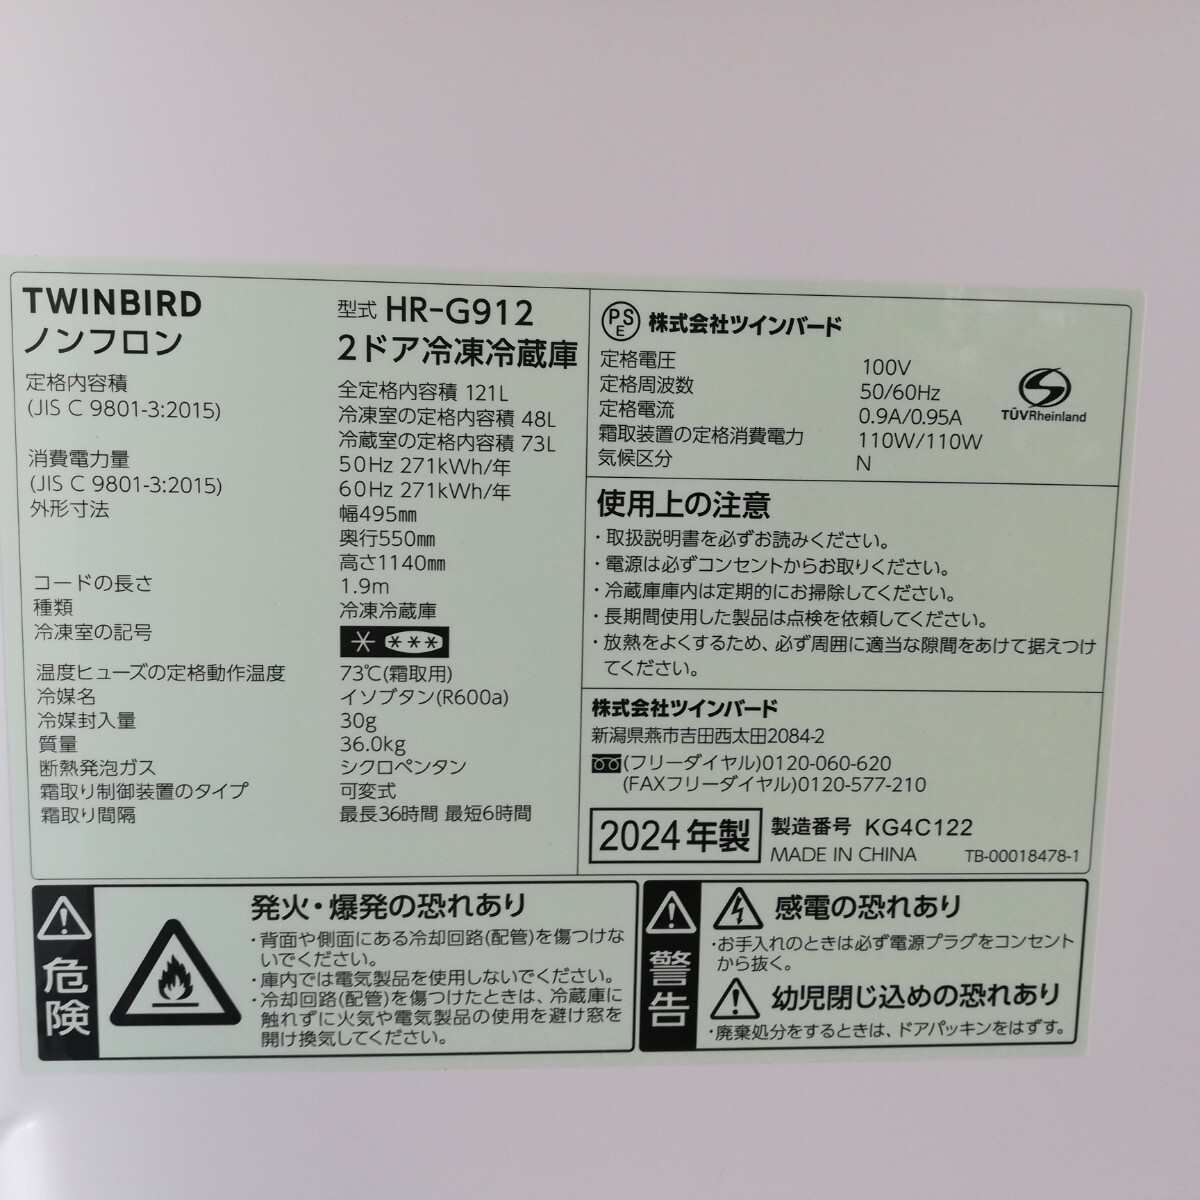 TWINBIRD
ノンフロン
型式 HR-G912
2ドア冷凍冷蔵庫
定格内容積
(JIS C 9801-3:2015)
全定格内容積 121L
冷凍室の定格内容積 48L
冷蔵室の定格内容積 73L
消費電力量
(JIS C 9801-3:2015)
50Hz 271kWh/年
60Hz 271kWh/年
外形寸法
幅495㎜
奥行550㎜
高さ1140㎜
コードの長さ 1.9m
種類 冷凍冷蔵庫
冷凍室の記号
温度ヒューズの定格動作温度 73℃(霜取用)
冷媒名 イソブタン(R600a)
冷媒封入量 30g
質量 36.0kg
断熱発泡ガス シクロペンタン
霜取り制御装置のタイプ 可変式
霜取り間隔 最長36時間 最短6時間
PSE 株式会社ツインバード
定格電圧 100V
定格周波数 50/60Hz
定格電流 0.9A/0.95A
霜取装置の定格消費電力 110W/110W
気候区分 N
TÜVRheinland
使用上の注意
・取扱説明書を必ずお読みください。
・電源は必ずコンセントからお取りください。
・冷蔵庫庫内は定期的にお掃除してください。
・長期間使用した製品は点検を依頼してください。
・放熱をよくするため、必ず周囲に適当な隙間をあけて据えつけ
てください。
株式会社ツインバード
新潟県燕市吉田西太田2084-2
(フリーダイヤル)0120-060-620
(FAXフリーダイヤル)0120-577-210
2024年製
製造番号 KG4C122
MADE IN CHINA TB-00018478-1
危険
発火・爆発の恐れあり
・背面や側面にある冷却回路(配管)を傷つけな
いでください。
・庫内では電気製品を使用しないでください。
・冷却回路(配管)を傷つけたときは、冷蔵庫に
触れずに火気や電気製品の使用を避け窓を
開け換気してください。
警告
感電の恐れあり
・お手入れのときは必ず電源プラグをコンセント
から抜く。
幼児閉じ込めの恐れあり
・廃棄処分をするときは、ドアパッキンをはずす。